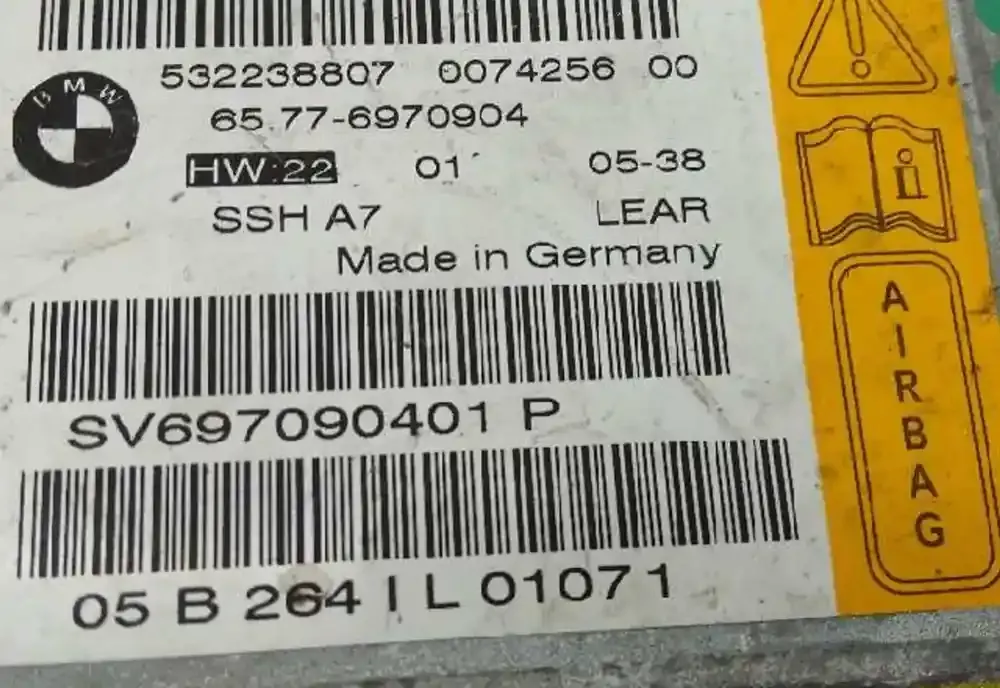 532238807 0074256 00
BMW
65.77-6970904
HW:22 01 05-38
SSH A7 LEAR
Made in Germany
SV697090401 P
05 B 264 I L 01071
i
AIRBAG